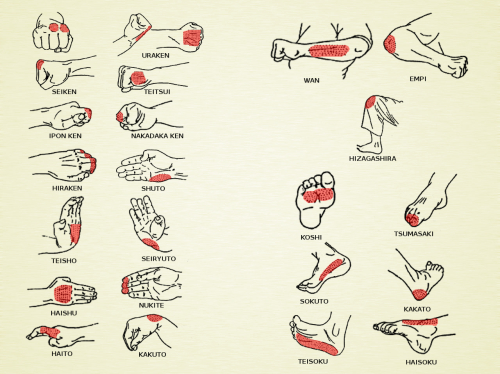 URAKEN
SEIKEN
TEITSUI
IPON KEN
NAKADAKA KEN
HIRAKEN
SHUTO
TEISHO
SEIRYUTO
HAISHU
NUKITE
HAITO
KAKUTO
WAN
EMPI
HIZAGASHIRA
KOSHI
TSUMASAKI
SOKUTO
KAKATO
TEISOKU
HAISOKU